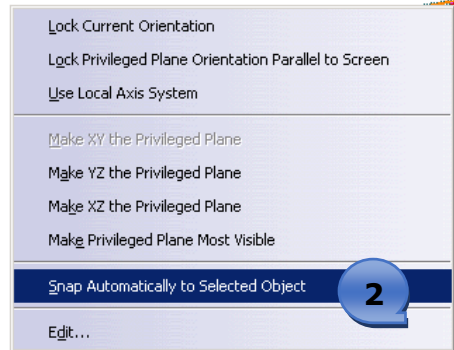 Lock Current Orientation
Lock Privileged Plane Orientation Parallel to Screen
Use Local Axis System
Make XY the Privileged Plane
Make YZ the Privileged Plane
Make XZ the Privileged Plane
Make Privileged Plane Most Visible
Snap Automatically to Selected Object
2
Edit...